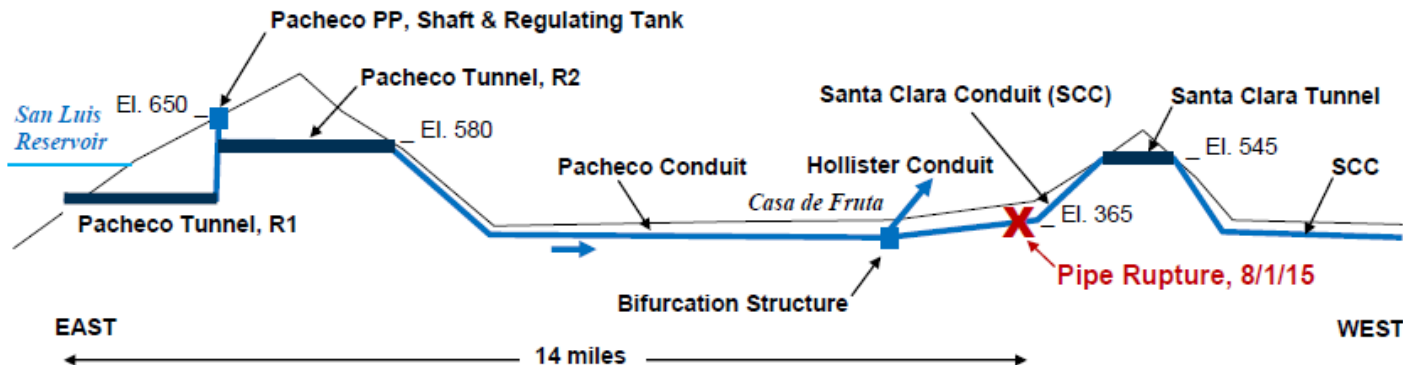 Pacheco PP, Shaft & Regulating Tank
Pacheco Tunnel, R2
San Luis
Reservoir
El. 650
El. 580
Santa Clara Conduit (SCC)
Santa Clara Tunnel
El. 545
Pacheco Conduit
Hollister Conduit
SCC
Casa de Fruta
Pacheco Tunnel, R1
X
El. 365
Pipe Rupture, 8/1/15
Bifurcation Structure
EAST
WEST
14 miles